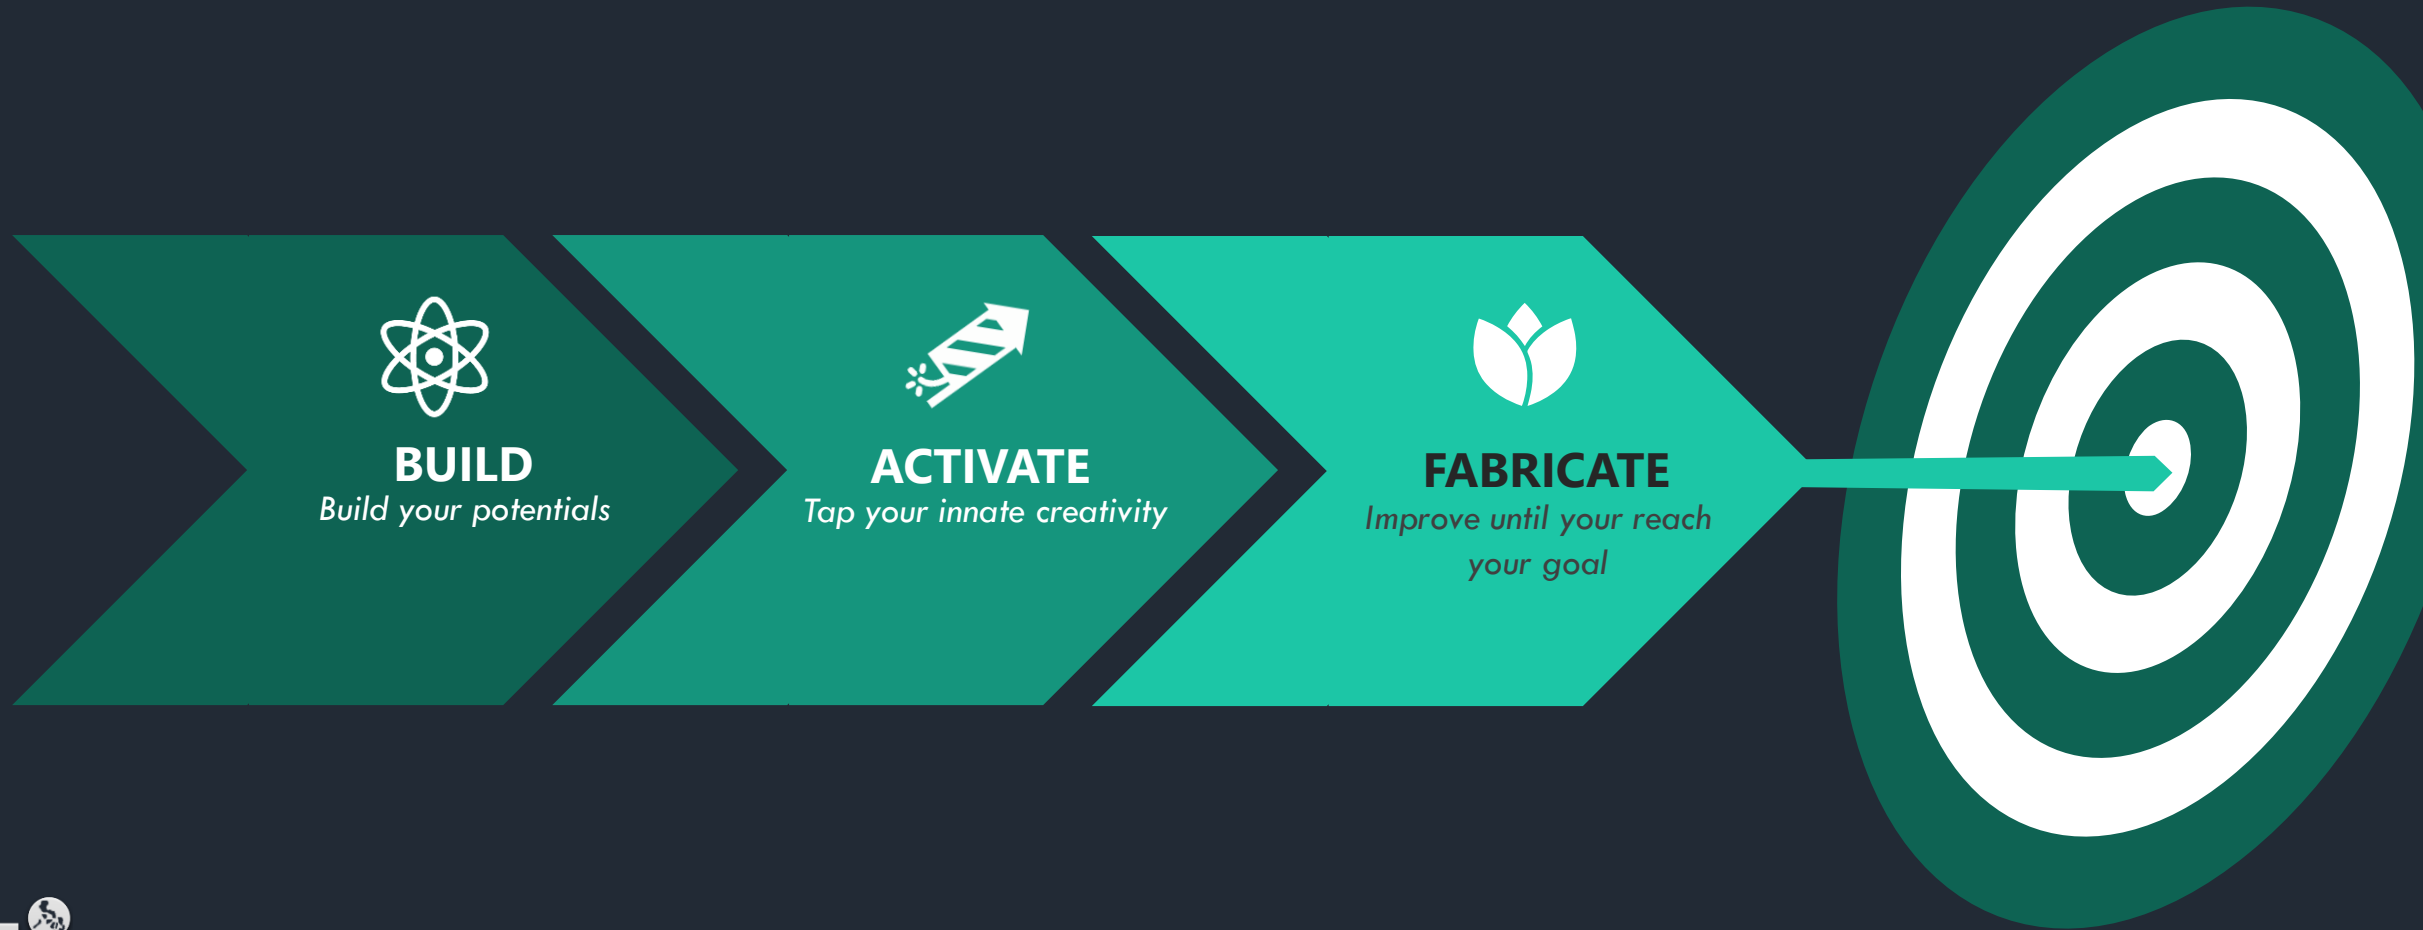 BUILD
Build your potentials
ACTIVATE
Tap your innate creativity
FABRICATE
Improve until your reach
your goal